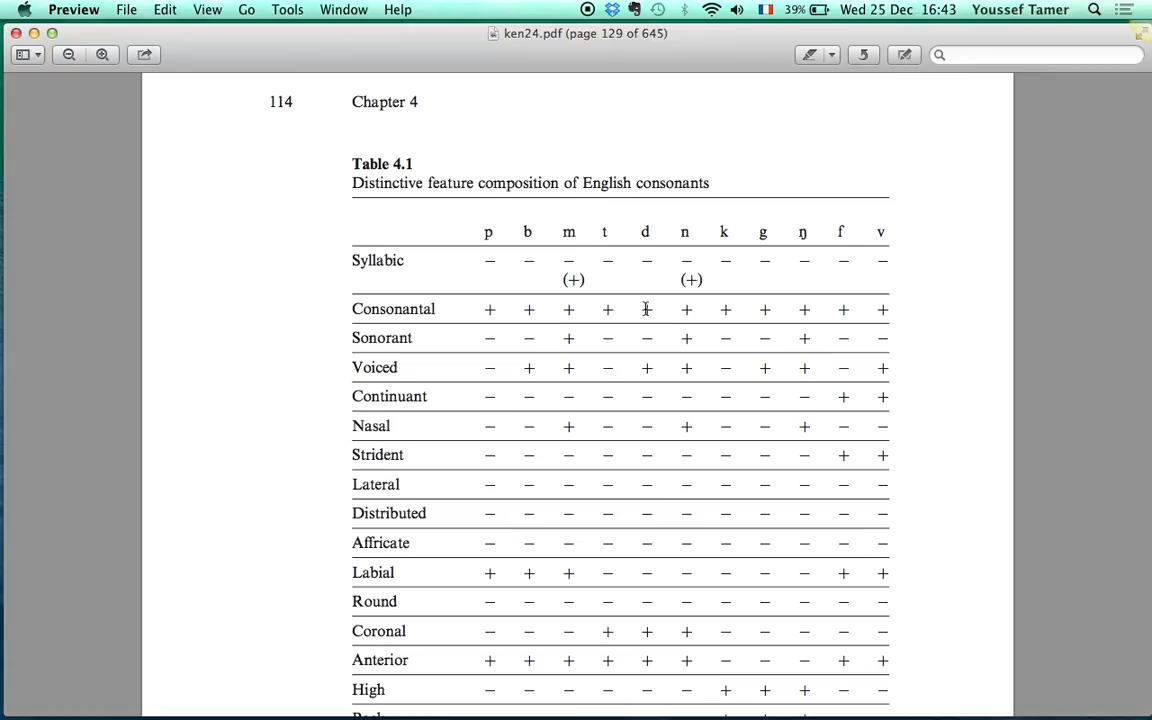 Preview File Edit View Go Tools Window Help 39% Wed 25 Dec 16:43 Youssef Tamer
ken24.pdf (page 129 of 645)
114 Chapter 4
Table 4.1
Distinctive feature composition of English consonants
p b m t d n k g ŋ f v
Syllabic – – – – – – – – – – –
(+) (+)
Consonantal + + + + + + + + + + +
Sonorant – – + – – + – – + – –
Voiced – + + – + + – + + – +
Continuant – – – – – – – – – + +
Nasal – – + – – + – – + – –
Strident – – – – – – – – – + +
Lateral – – – – – – – – – – –
Distributed – – – – – – – – – – –
Affricate – – – – – – – – – – –
Labial + + + – – – – – – + +
Round – – – – – – – – – – –
Coronal – – – + + + – – – – –
Anterior + + + + + + – – – + +
High – – – – – – + + + – –